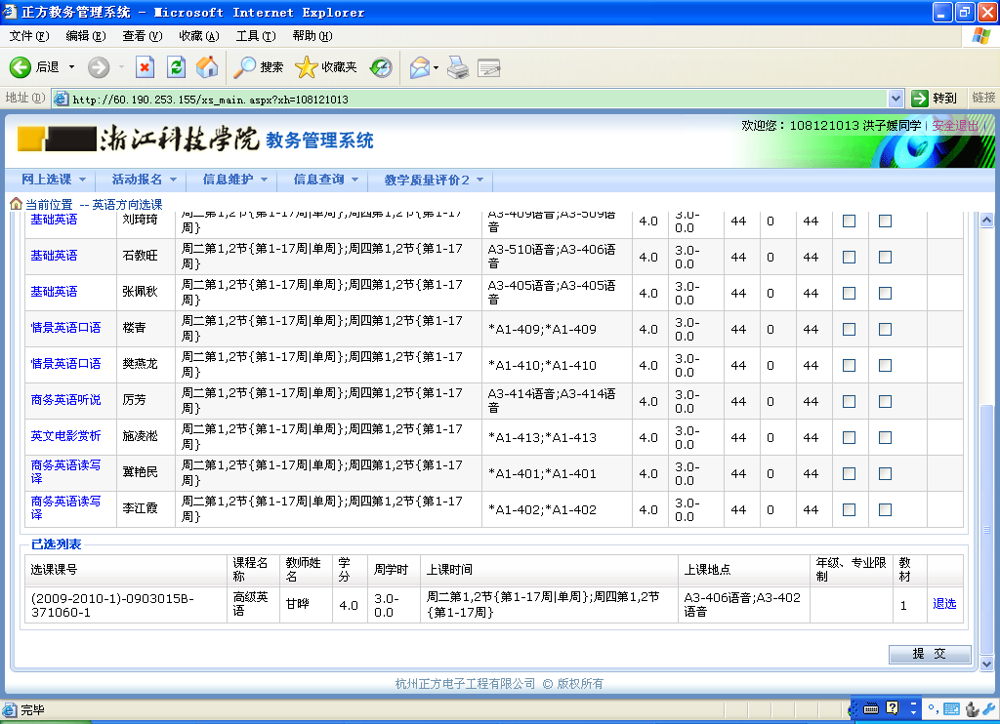 正方教务管理系统 - Microsoft Internet Explorer
文件(F) 编辑(E) 查看(V) 收藏(A) 工具(T) 帮助(H)
后退 搜索 收藏夹
地址(D) http://60.190.253.155/xs_main.aspx?xh=108121013 转到 链接
浙江科技学院 教务管理系统 欢迎您：108121013 洪子媛同学 | 安全退出 |
网上选课 活动报名 信息维护 信息查询 教学质量评价2
当前位置 -- 英语方向选课
基础英语 刘琦琦 周二第1,2节{第1-17周|单周};周四第1,2节{第1-17 A3-409语音;A3-509语 4.0 3.0- 44 0 44
周} 音 0.0
基础英语 石教旺 周二第1,2节{第1-17周|单周};周四第1,2节{第1-17 A3-510语音;A3-406语 4.0 3.0- 44 0 44
周} 音 0.0
基础英语 张佩秋 周二第1,2节{第1-17周|单周};周四第1,2节{第1-17 A3-405语音;A3-405语 4.0 3.0- 44 0 44
周} 音 0.0
情景英语口语 楼青 周二第1,2节{第1-17周|单周};周四第1,2节{第1-17 *A1-409;*A1-409 4.0 3.0- 44 0 44
周} 0.0
情景英语口语 樊燕龙 周二第1,2节{第1-17周|单周};周四第1,2节{第1-17 *A1-410;*A1-410 4.0 3.0- 44 0 44
周} 0.0
商务英语听说 厉芳 周二第1,2节{第1-17周|单周};周四第1,2节{第1-17 A3-414语音;A3-414语 4.0 3.0- 44 0 44
周} 音 0.0
英文电影赏析 施凌凇 周二第1,2节{第1-17周|单周};周四第1,2节{第1-17 *A1-413;*A1-413 4.0 3.0- 44 0 44
周} 0.0
商务英语读写 冀艳民 周二第1,2节{第1-17周|单周};周四第1,2节{第1-17 *A1-401;*A1-401 4.0 3.0- 44 0 44
译 周} 0.0
商务英语读写 李江霞 周二第1,2节{第1-17周|单周};周四第1,2节{第1-17 *A1-402;*A1-402 4.0 3.0- 44 0 44
译 周} 0.0
已选列表
选课课号 课程名 教师姓 学 周学时 上课时间 上课地点 年级、专业限 教
称 名 分 制 材
(2009-2010-1)-0903015B- 高级英 甘晔 4.0 3.0- 周二第1,2节{第1-17周|单周};周四第1,2节 A3-406语音;A3-402 1 退选
371060-1 语 0.0 {第1-17周} 语音
提 交
杭州正方电子工程有限公司 © 版权所有
完毕